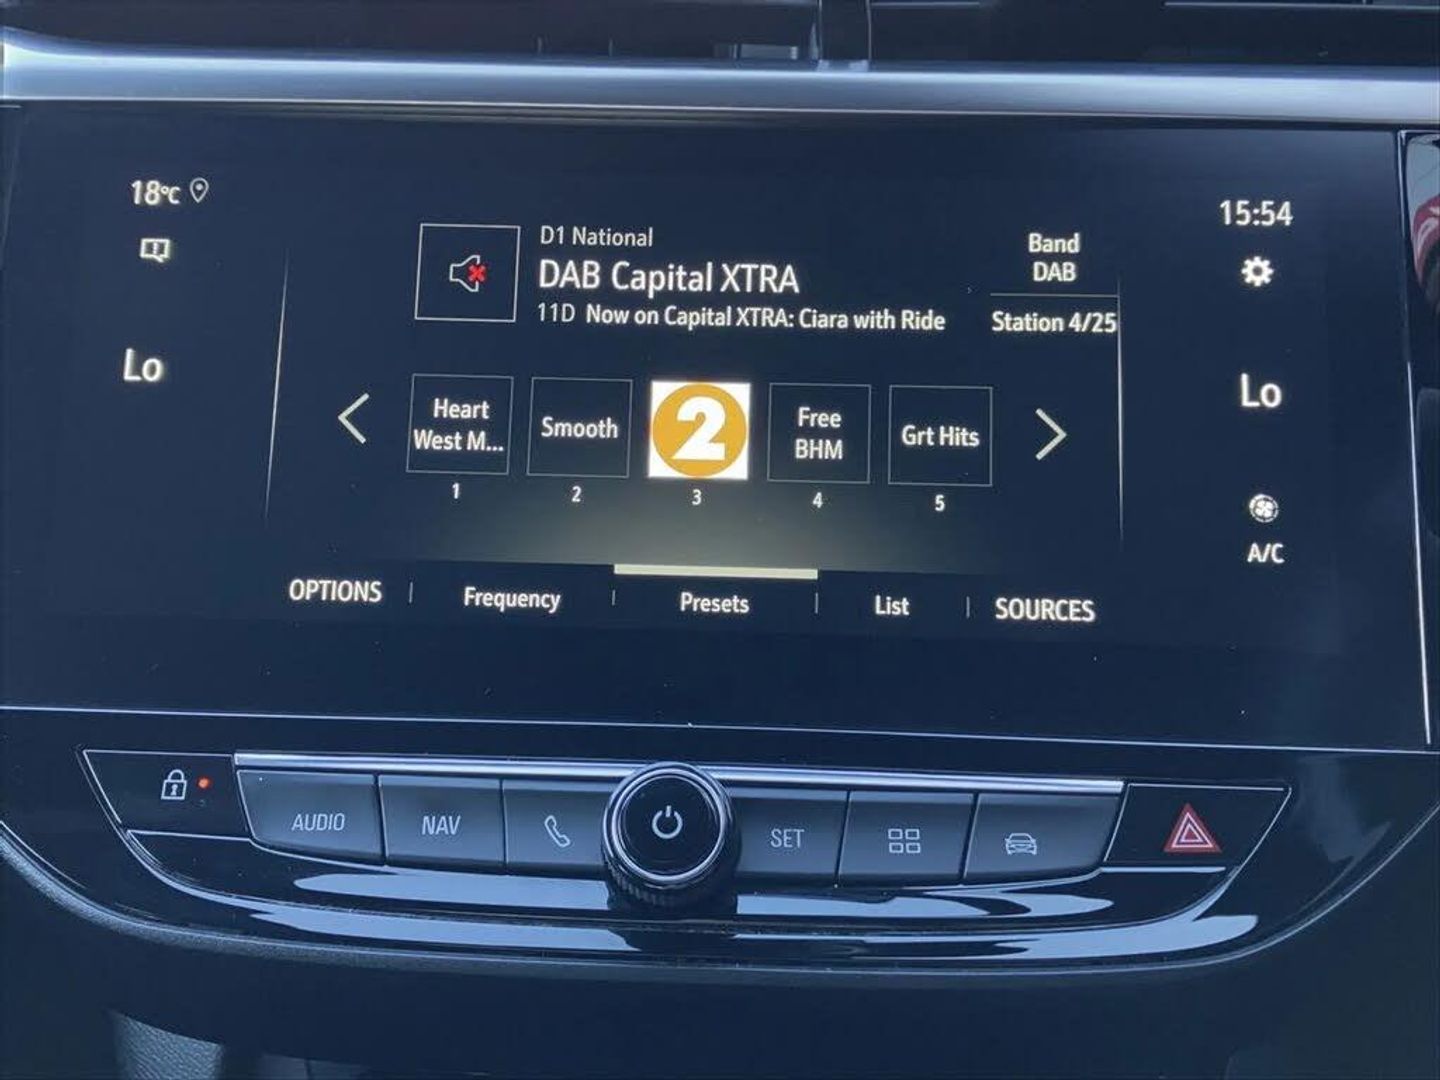 18°C
15:54
D1 National
DAB Capital XTRA
11D Now on Capital XTRA: Ciara with Ride
Band
DAB
Station 4/25
Lo
Lo
Heart
West M...
Smooth
2
Free
BHM
Grt Hits
1
2
3
4
5
A/C
OPTIONS
Frequency
Presets
List
SOURCES
AUDIO
NAV
SET